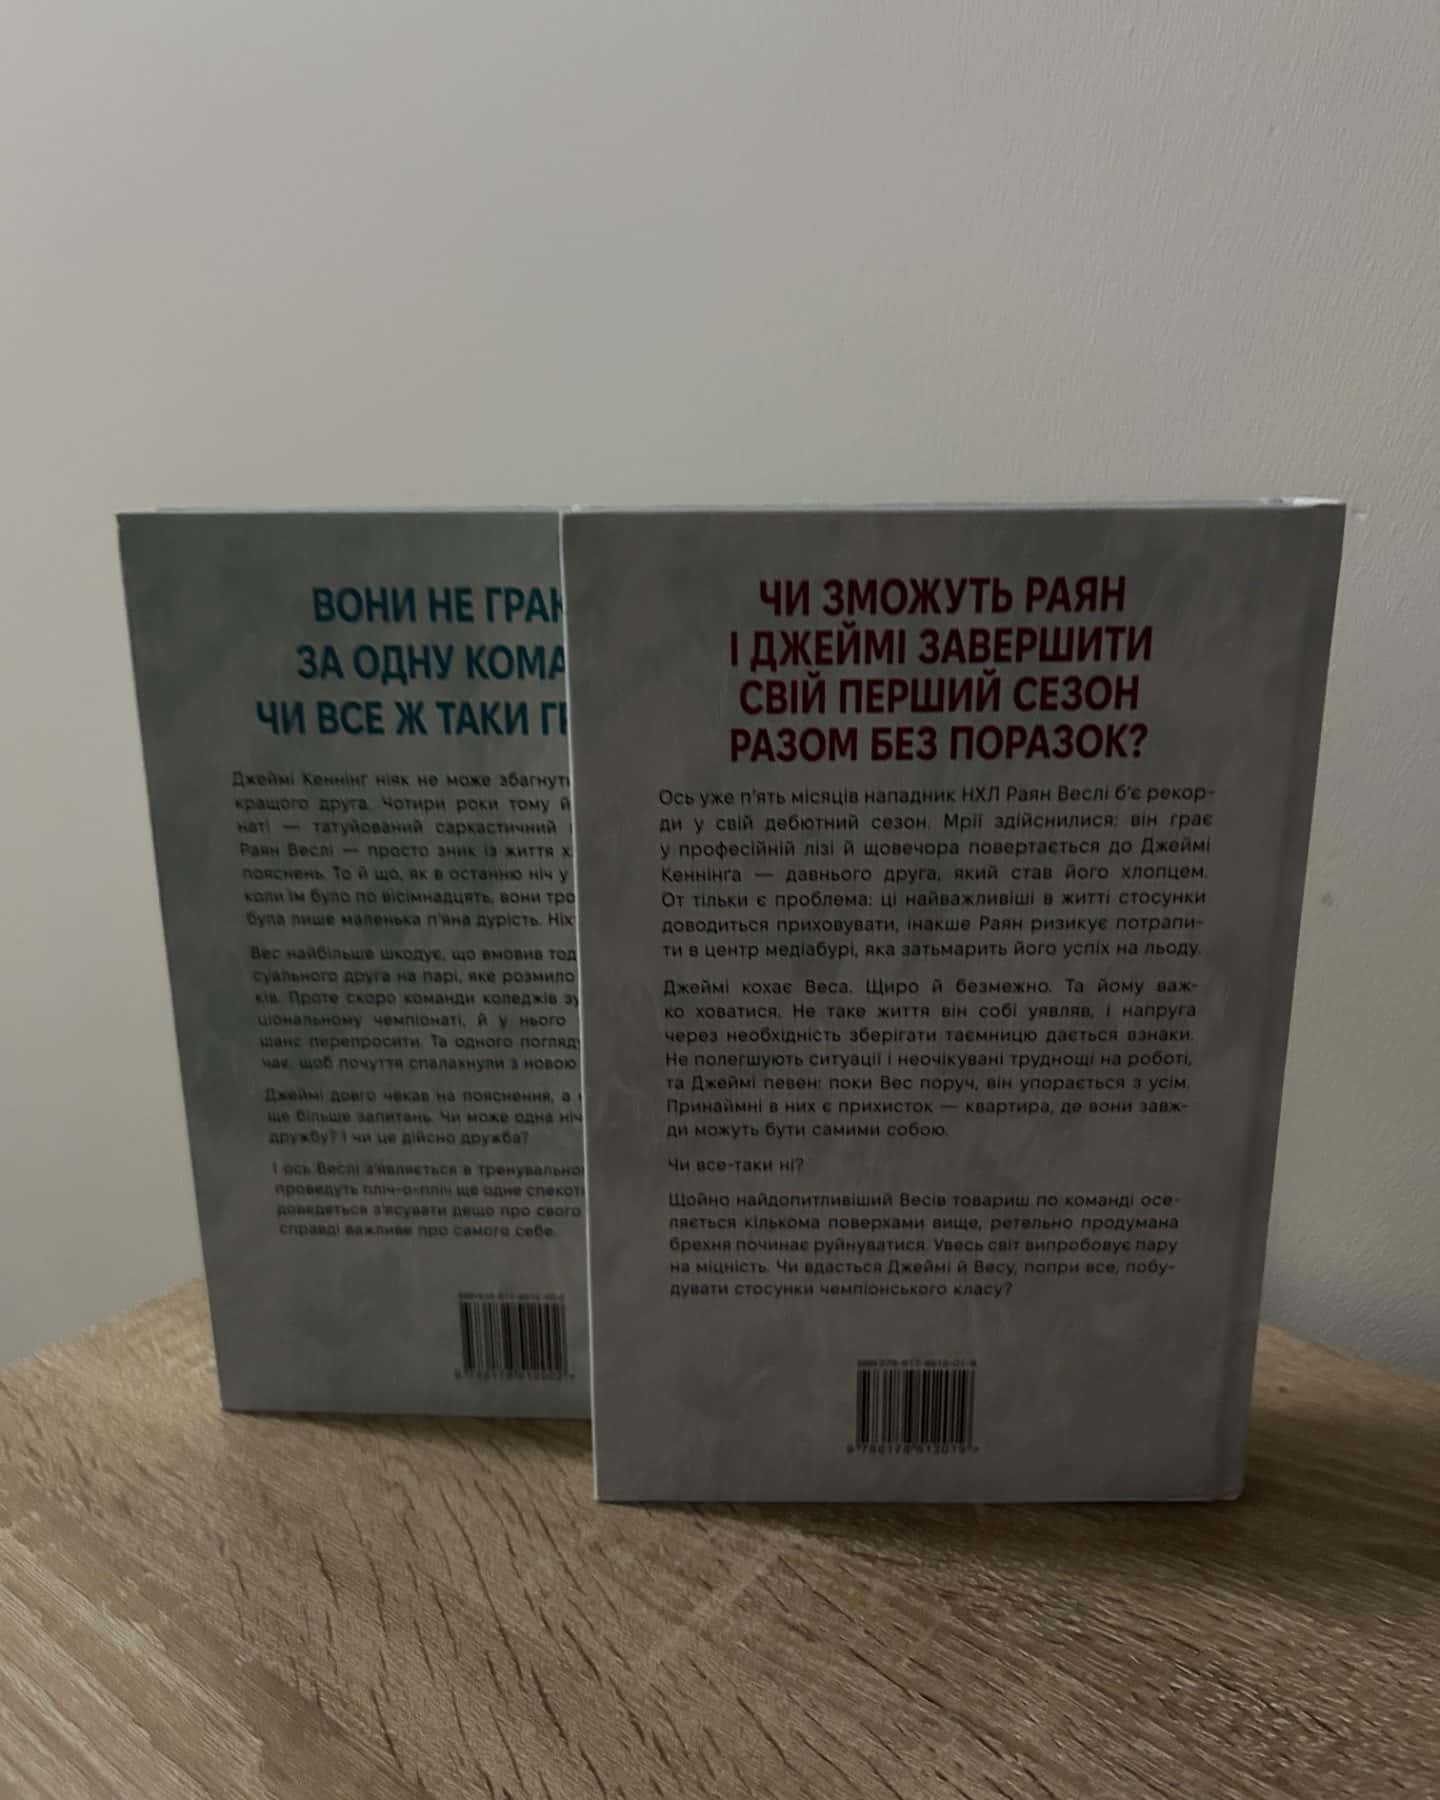 ВОНИ НЕ ГРАЮ
ЗА ОДНУ КОМА
ЧИ ВСЕ Ж ТАКИ Г
Джеймі Кеннінг ніяк не може збагнути
кращого друга. Чотири роки тому й
наті — татуйований саркастичний
Раян Веслі — просто зник із життя х
пояснень. То й що, як в останню ніч у
коли їм було по вісімнадцять, вони тро
була лише маленька п'яна дурість. Ніх
Вес найбільше шкодує, що вмовив тод
суального друга на парі, яке розмило
ків. Проте скоро команди коледжів зу
ціональному чемпіонаті, й у нього
шанс перепросити. Та одного погляду
чає, щоб почуття спалахнули з новою
Джеймі довго чекав на пояснення, а
ще більше запитань. Чи може одна ніч
дружбу? І чи це дійсно дружба?
І ось Веслі з'являється в тренувально
проведуть пліч-о-пліч ще одне спекот
доведеться з'ясувати дещо про свого
справді важливе про самого себе.
ЧИ ЗМОЖУТЬ РАЯН
І ДЖЕЙМІ ЗАВЕРШИТИ
СВІЙ ПЕРШИЙ СЕЗОН
РАЗОМ БЕЗ ПОРАЗОК?
Ось уже п'ять місяців нападник НХЛ Раян Веслі б'є рекор-
ди у свій дебютний сезон. Мрії здійснилися: він грає
у професійній лізі й щовечора повертається до Джеймі
Кеннінга — давнього друга, який став його хлопцем.
От тільки є проблема: ці найважливіші в житті стосунки
доводиться приховувати, інакше Раян ризикує потрапи-
ти в центр медіабурі, яка затьмарить його успіх на льоду.
Джеймі кохає Веса. Щиро й безмежно. Та йому важ-
ко ховатися. Не таке життя він собі уявляв, і напруга
через необхідність зберігати таємницю дається взнаки.
Не полегшують ситуації і неочікувані труднощі на роботі,
та Джеймі певен: поки Вес поруч, він упорається з усім.
Принаймні в них є прихисток — квартира, де вони завж-
ди можуть бути самими собою.
Чи все-таки ні?
Щойно найдопитливіший Весів товариш по команді осе-
ляється кількома поверхами вище, ретельно продумана
брехня починає руйнуватися. Увесь світ випробовує пару
на міцність. Чи вдасться Джеймі й Весу, попри все, побу-
дувати стосунки чемпіонського класу?